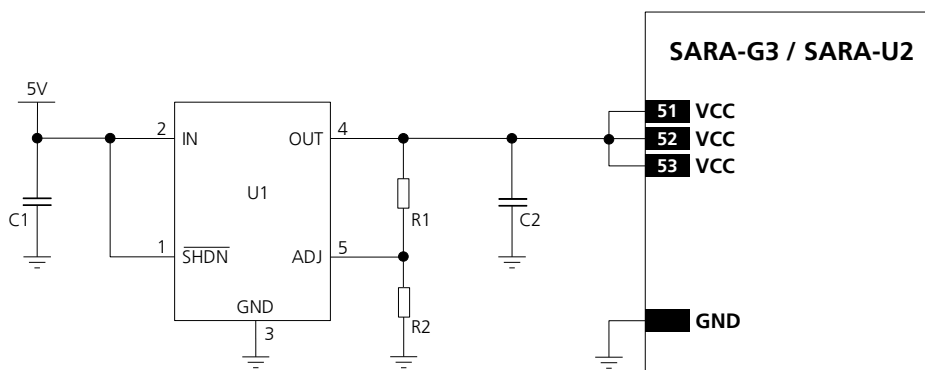 SARA-G3 / SARA-U2
5V
51 VCC
2 IN OUT 4
52 VCC
53 VCC
U1
C1
R1
C2
1 SHDN ADJ 5
GND
3
R2
GND